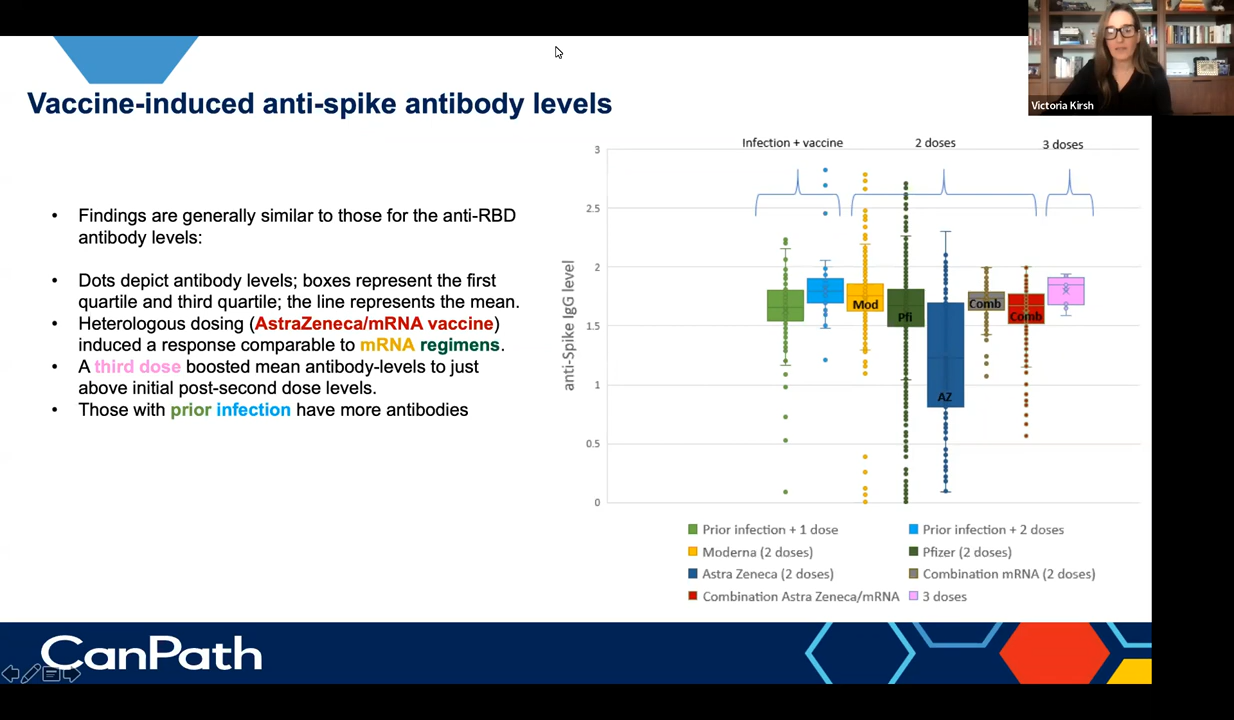 Victoria Kirsh
Vaccine-induced anti-spike antibody levels
• Findings are generally similar to those for the anti-RBD
antibody levels:
• Dots depict antibody levels; boxes represent the first
quartile and third quartile; the line represents the mean.
• Heterologous dosing (AstraZeneca/mRNA vaccine)
induced a response comparable to mRNA regimens.
• A third dose boosted mean antibody-levels to just
above initial post-second dose levels.
• Those with prior infection have more antibodies
Infection + vaccine
2 doses
3 doses
anti-Spike IgG level
3
2.5
2
1.5
1
0.5
0
Mod
Pfi
AZ
Comb
Comb
Prior infection + 1 dose
Prior infection + 2 doses
Moderna (2 doses)
Pfizer (2 doses)
Astra Zeneca (2 doses)
Combination mRNA (2 doses)
Combination Astra Zeneca/mRNA
3 doses
CanPath